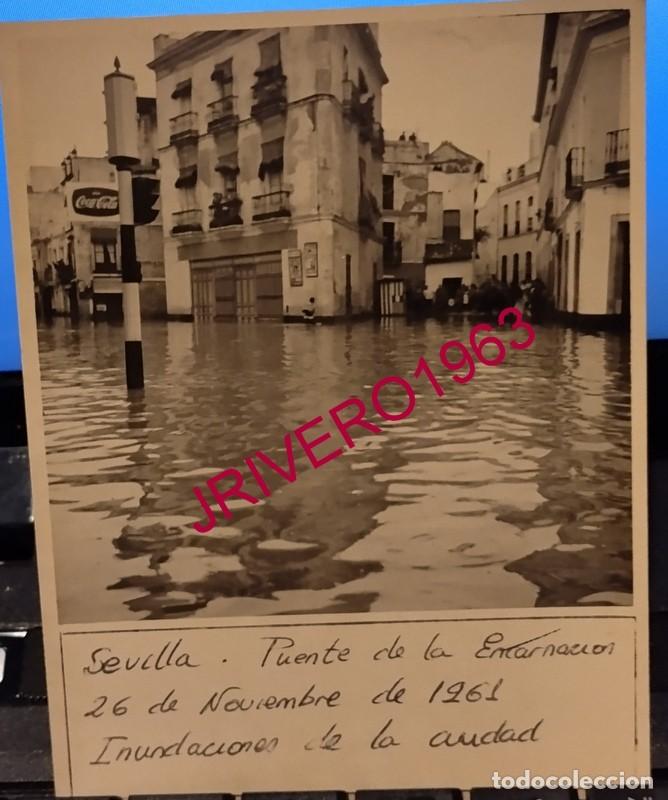 Coca-Cola
JRIVERO1963
Sevilla. Puente de la Encarnacion
26 de Noviembre de 1961
Inundaciones de la ciudad
todocoleccion